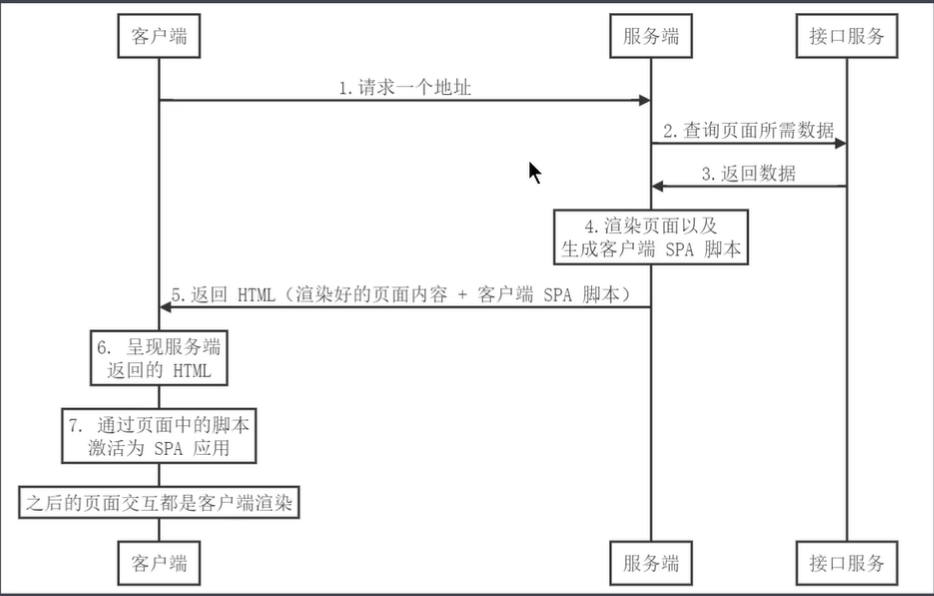 客户端
服务端
接口服务
1.请求一个地址
2.查询页面所需数据
3.返回数据
4.渲染页面以及
生成客户端 SPA 脚本
5.返回 HTML（渲染好的页面内容 + 客户端 SPA 脚本）
6. 呈现服务端
返回的 HTML
7. 通过页面中的脚本
激活为 SPA 应用
之后的页面交互都是客户端渲染
客户端
服务端
接口服务